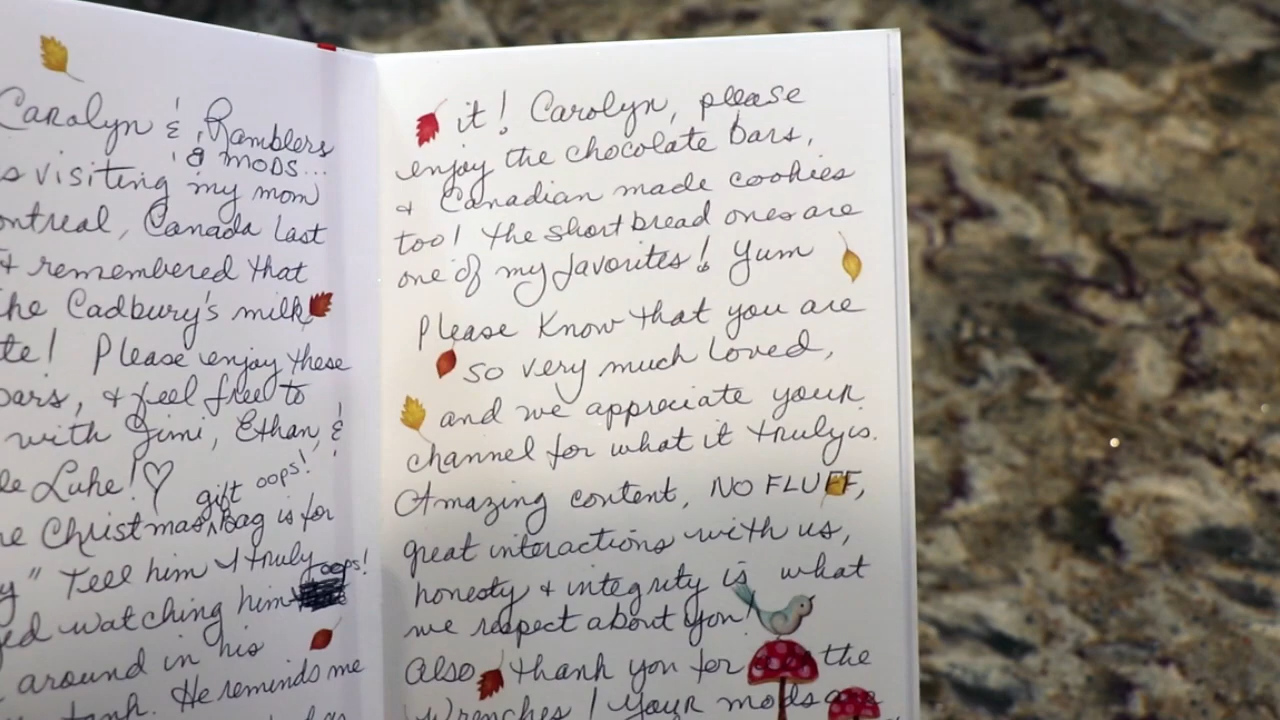 Carolyn & Ramblers
& MODS...
visiting my mom
ontreal, Canada last
remembered that
he Cadbury's milk
te! Please enjoy these
bars, & feel free to
with Jimi, Ethan, &
Luke! ♡
gift oops!
Christmas Bag is for
y" Tell him I truly
oops!
ed watching him
around in his
tank. He reminds me
it! Carolyn, please
enjoy the chocolate bars,
& Canadian made cookies
too! The shortbread ones are
one of my favorites! Yum
Please know that you are
so very much loved,
and we appreciate your
channel for what it truly is.
Amazing content, NO FLUFF,
great interactions with us,
honesty & integrity is what
we respect about you!
Also thank you for the
Wrenches! Your mods are